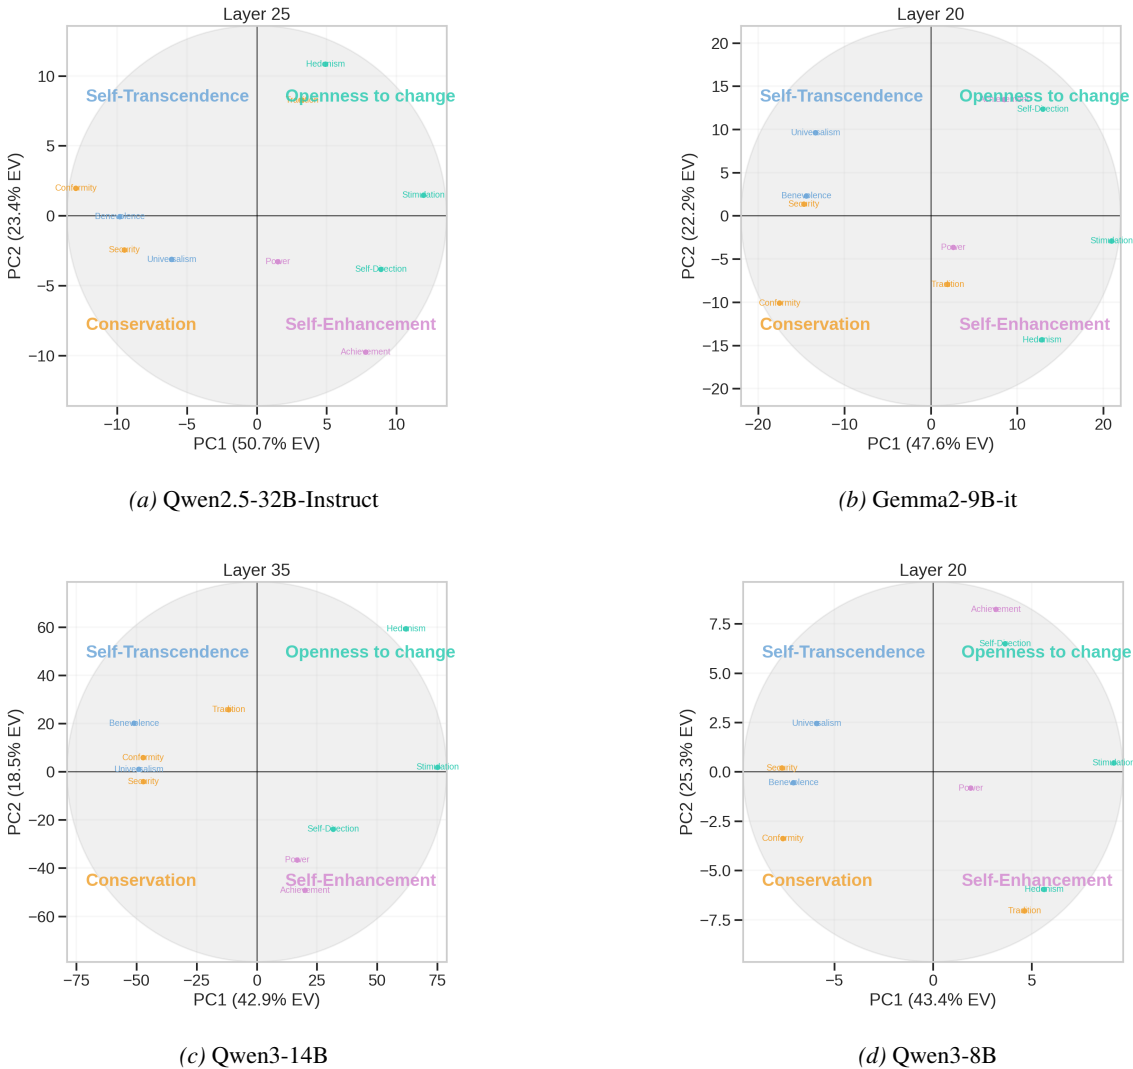 Layer 25
10
5
0
−5
−10
−10
−5
0
5
10
PC2 (23.4% EV)
PC1 (50.7% EV)
Hedonism
Self-Transcendence
Openness to change
Tradition
Conformity
Stimulation
Benevolence
Security
Universalism
Power
Self-Direction
Conservation
Self-Enhancement
Achievement
(a) Qwen2.5-32B-Instruct
Layer 20
20
15
10
5
0
−5
−10
−15
−20
−20
−10
0
10
20
PC2 (22.2% EV)
PC1 (47.6% EV)
Self-Transcendence
Openness to change
Achievement
Self-Direction
Universalism
Benevolence
Security
Stimulation
Power
Tradition
Conformity
Conservation
Self-Enhancement
Hedonism
(b) Gemma2-9B-it
Layer 35
60
40
20
0
−20
−40
−60
−75
−50
−25
0
25
50
75
PC2 (18.5% EV)
PC1 (42.9% EV)
Hedonism
Self-Transcendence
Openness to change
Tradition
Benevolence
Conformity
Universalism
Security
Stimulation
Self-Direction
Power
Conservation
Self-Enhancement
Achievement
(c) Qwen3-14B
Layer 20
7.5
5.0
2.5
0.0
−2.5
−5.0
−7.5
−5
0
5
PC2 (25.3% EV)
PC1 (43.4% EV)
Achievement
Self-Direction
Self-Transcendence
Openness to change
Universalism
Security
Benevolence
Stimulation
Power
Conformity
Conservation
Self-Enhancement
Hedonism
Tradition
(d) Qwen3-8B